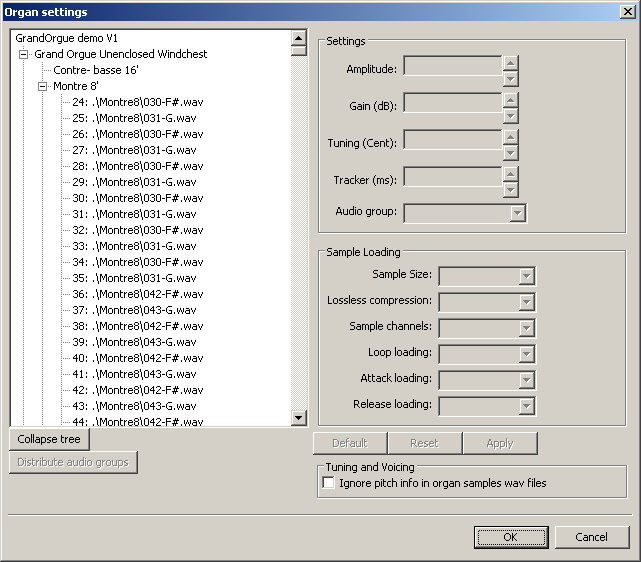 Organ settings
GrandOrgue demo V1
Grand Orgue Unenclosed Windchest
Contre- basse 16'
Montre 8'
24: .\Montre8\030-F#.wav
25: .\Montre8\031-G.wav
26: .\Montre8\030-F#.wav
27: .\Montre8\031-G.wav
28: .\Montre8\030-F#.wav
29: .\Montre8\031-G.wav
30: .\Montre8\030-F#.wav
31: .\Montre8\031-G.wav
32: .\Montre8\030-F#.wav
33: .\Montre8\031-G.wav
34: .\Montre8\030-F#.wav
35: .\Montre8\031-G.wav
36: .\Montre8\042-F#.wav
37: .\Montre8\043-G.wav
38: .\Montre8\042-F#.wav
39: .\Montre8\043-G.wav
40: .\Montre8\042-F#.wav
41: .\Montre8\043-G.wav
42: .\Montre8\042-F#.wav
43: .\Montre8\043-G.wav
44: .\Montre8\042-F#.wav
Collapse tree
Distribute audio groups
Settings
Amplitude:
Gain (dB):
Tuning (Cent):
Tracker (ms):
Audio group:
Sample Loading
Sample Size:
Lossless compression:
Sample channels:
Loop loading:
Attack loading:
Release loading:
Default Reset Apply
Tuning and Voicing
Ignore pitch info in organ samples wav files
OK Cancel